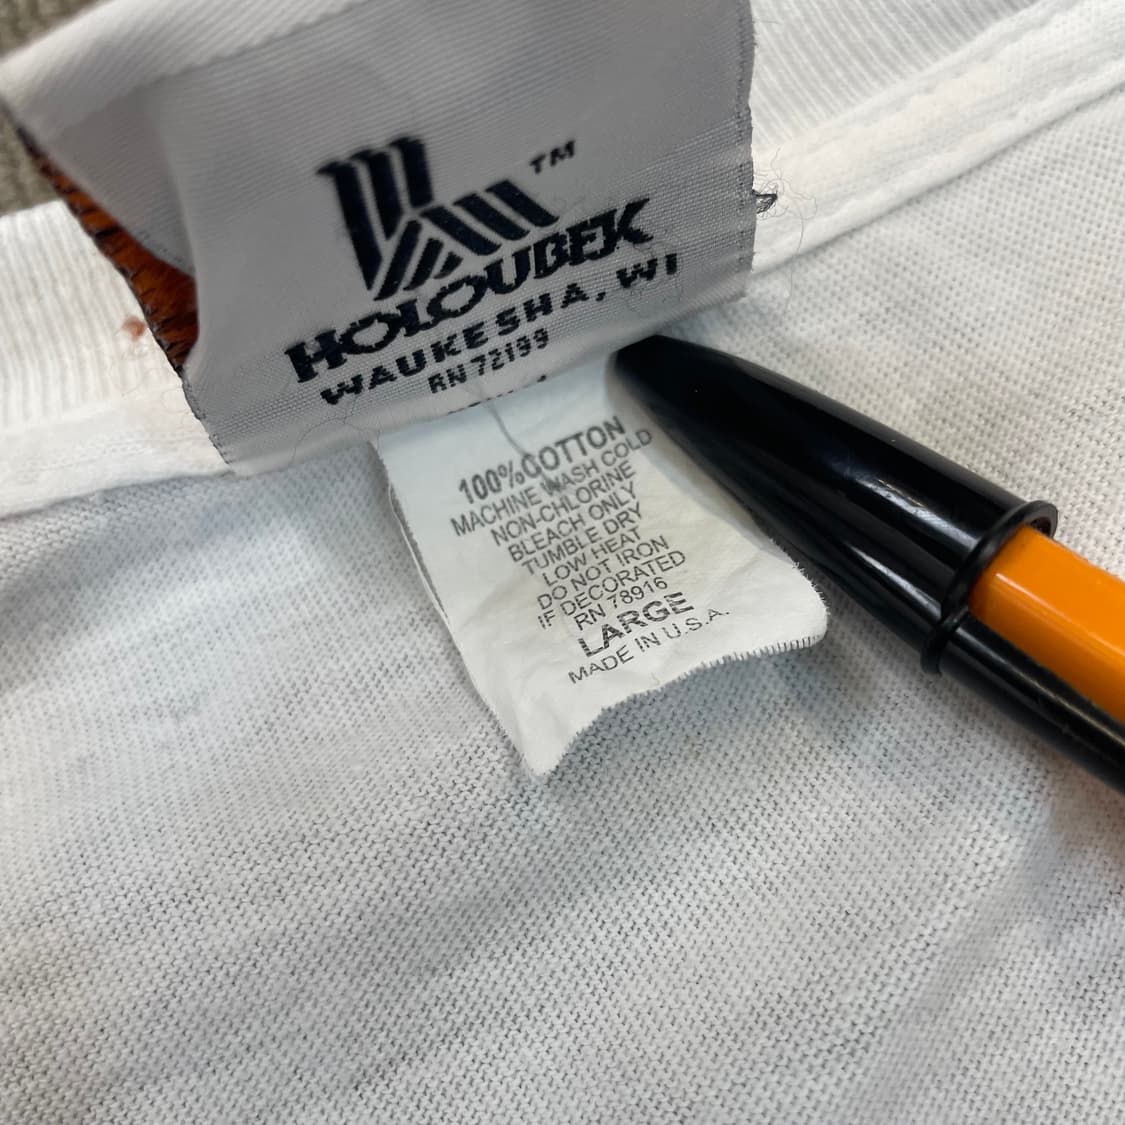 TM
HOLOUBEK
WAUKESHA, WI
RN 72199
100% COTTON
MACHINE WASH COLD
NON-CHLORINE
BLEACH ONLY
TUMBLE DRY
LOW HEAT
DO NOT IRON
IF DECORATED
RN 78916
LARGE
MADE IN U.S.A.